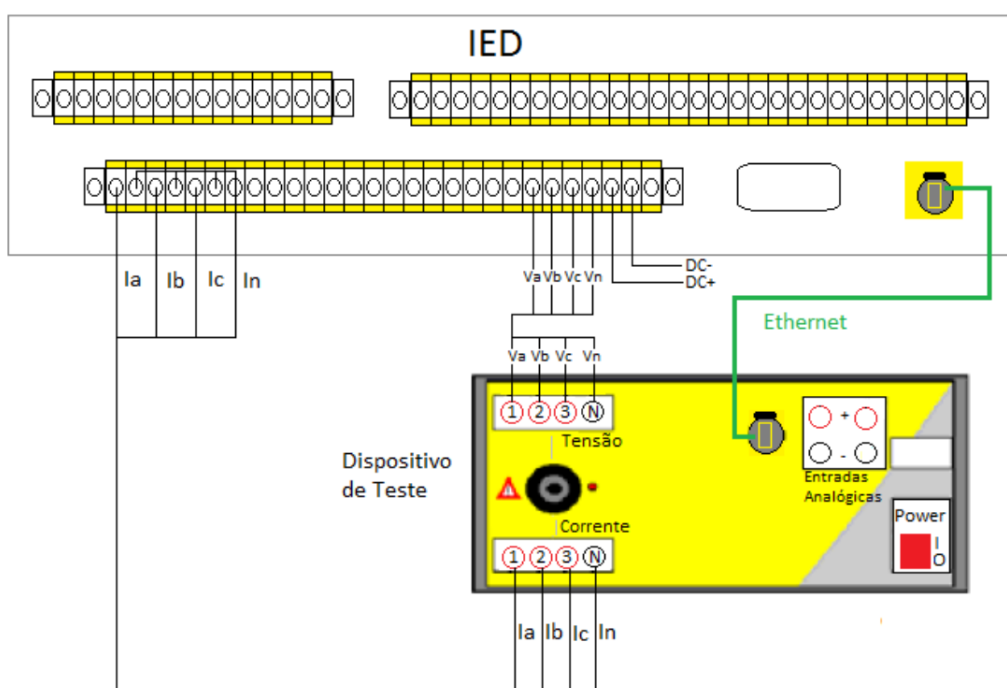 IED
Ia Ib Ic In
Va Vb Vc Vn
DC-
DC+
Ethernet
Va Vb Vc Vn
1 2 3 N
Tensão
Dispositivo
de Teste
+
-
Entradas
Analógicas
Corrente
Power
I
O
1 2 3 N
Ia Ib Ic In